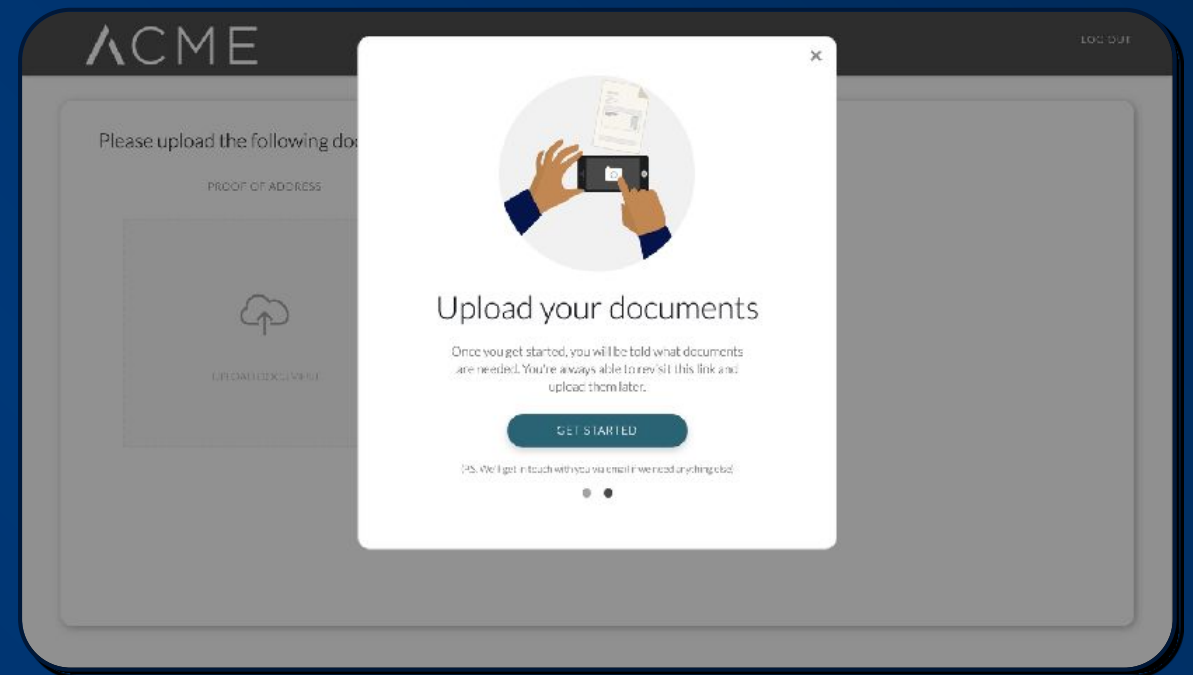 ACME
LOG OUT
×
Please upload the following
PROOF OF ADDRESS
UPLOAD DOCUMENT
Upload your documents
Once you get started, you will be told what documents
are needed. You're always able to revisit this link and
upload them later.
GET STARTED
(P.S. We'll get in touch with you via email if we need anything else)